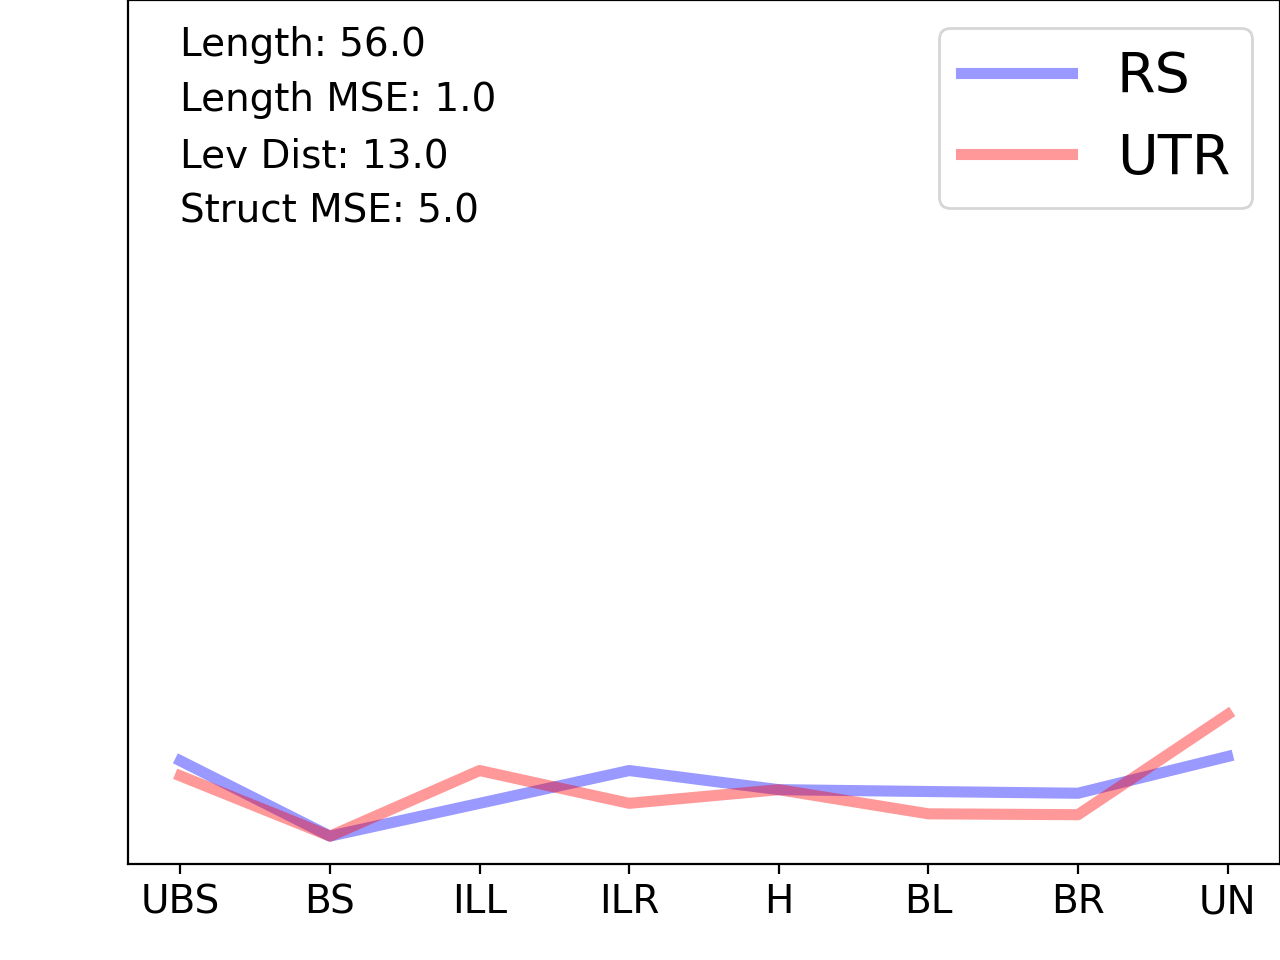 Length: 56.0
Length MSE: 1.0
Lev Dist: 13.0
Struct MSE: 5.0
RS
UTR
UBS BS ILL ILR H BL BR UN